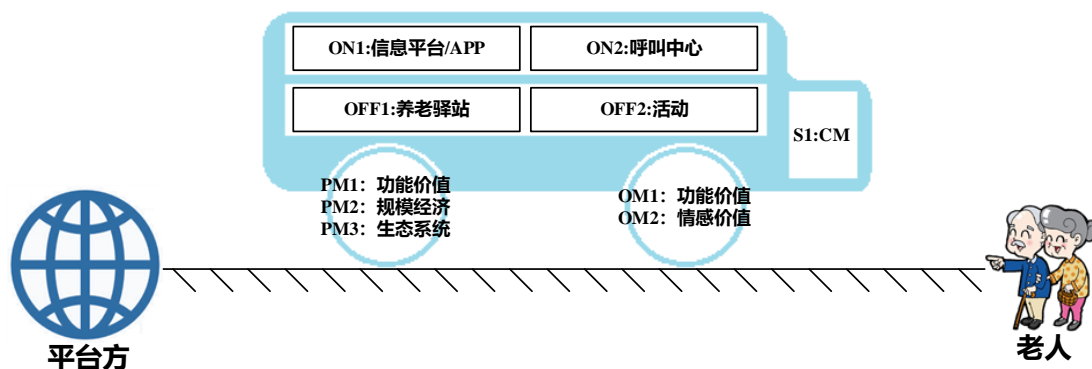 ON1:信息平台/APP
ON2:呼叫中心
OFF1:养老驿站
OFF2:活动
S1:CM
PM1：功能价值
PM2：规模经济
PM3：生态系统
OM1：功能价值
OM2：情感价值
平台方
老人